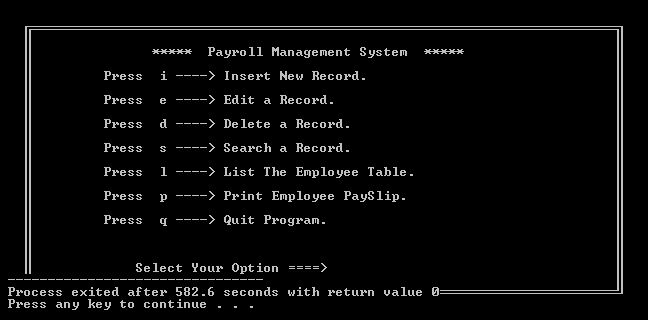 *****  Payroll Management System  *****
Press  i ----> Insert New Record.
Press  e ----> Edit a Record.
Press  d ----> Delete a Record.
Press  s ----> Search a Record.
Press  l ----> List The Employee Table.
Press  p ----> Print Employee PaySlip.
Press  q ----> Quit Program.
Select Your Option ====>
--------------------------------
Process exited after 582.6 seconds with return value 0
Press any key to continue . . .